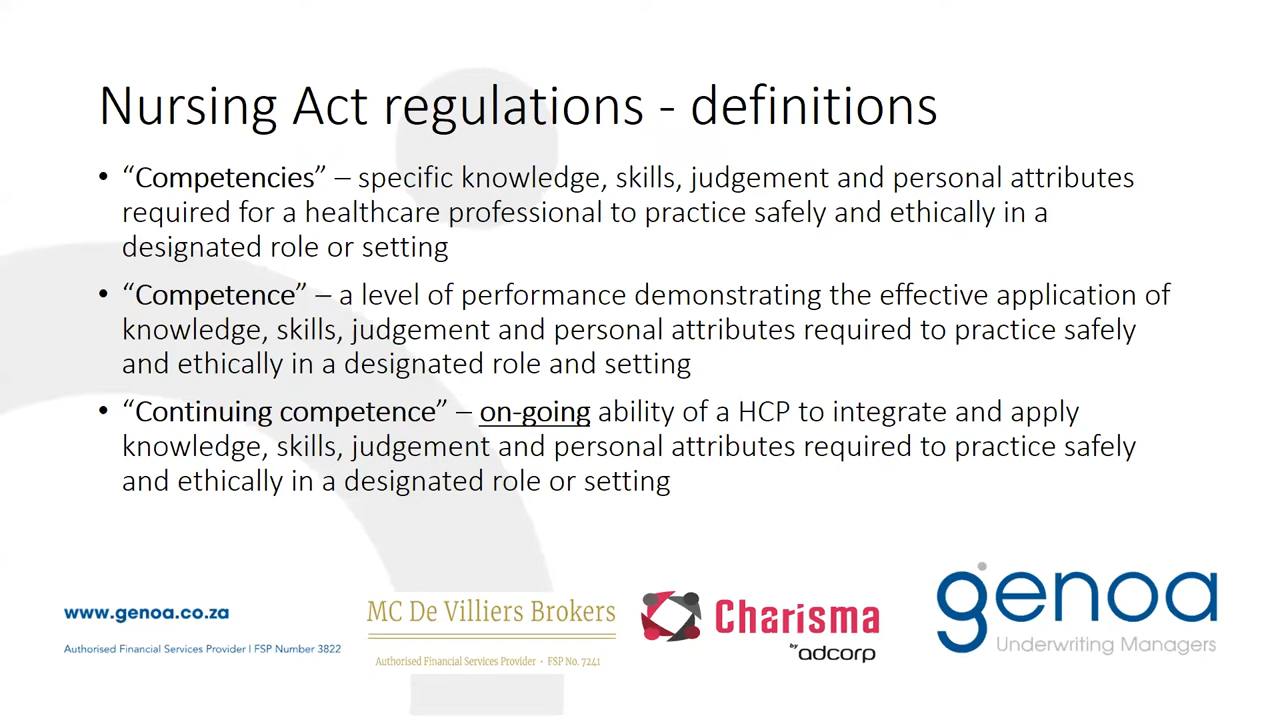 Nursing Act regulations - definitions
• “Competencies” – specific knowledge, skills, judgement and personal attributes
required for a healthcare professional to practice safely and ethically in a
designated role or setting
• “Competence” – a level of performance demonstrating the effective application of
knowledge, skills, judgement and personal attributes required to practice safely
and ethically in a designated role and setting
• “Continuing competence” – on-going ability of a HCP to integrate and apply
knowledge, skills, judgement and personal attributes required to practice safely
and ethically in a designated role or setting
www.genoa.co.za
Authorised Financial Services Provider | FSP Number 3822
MC De Villiers Brokers
Authorised Financial Services Provider • FSP No. 7241
Charisma
by adcorp
genoa
Underwriting Managers